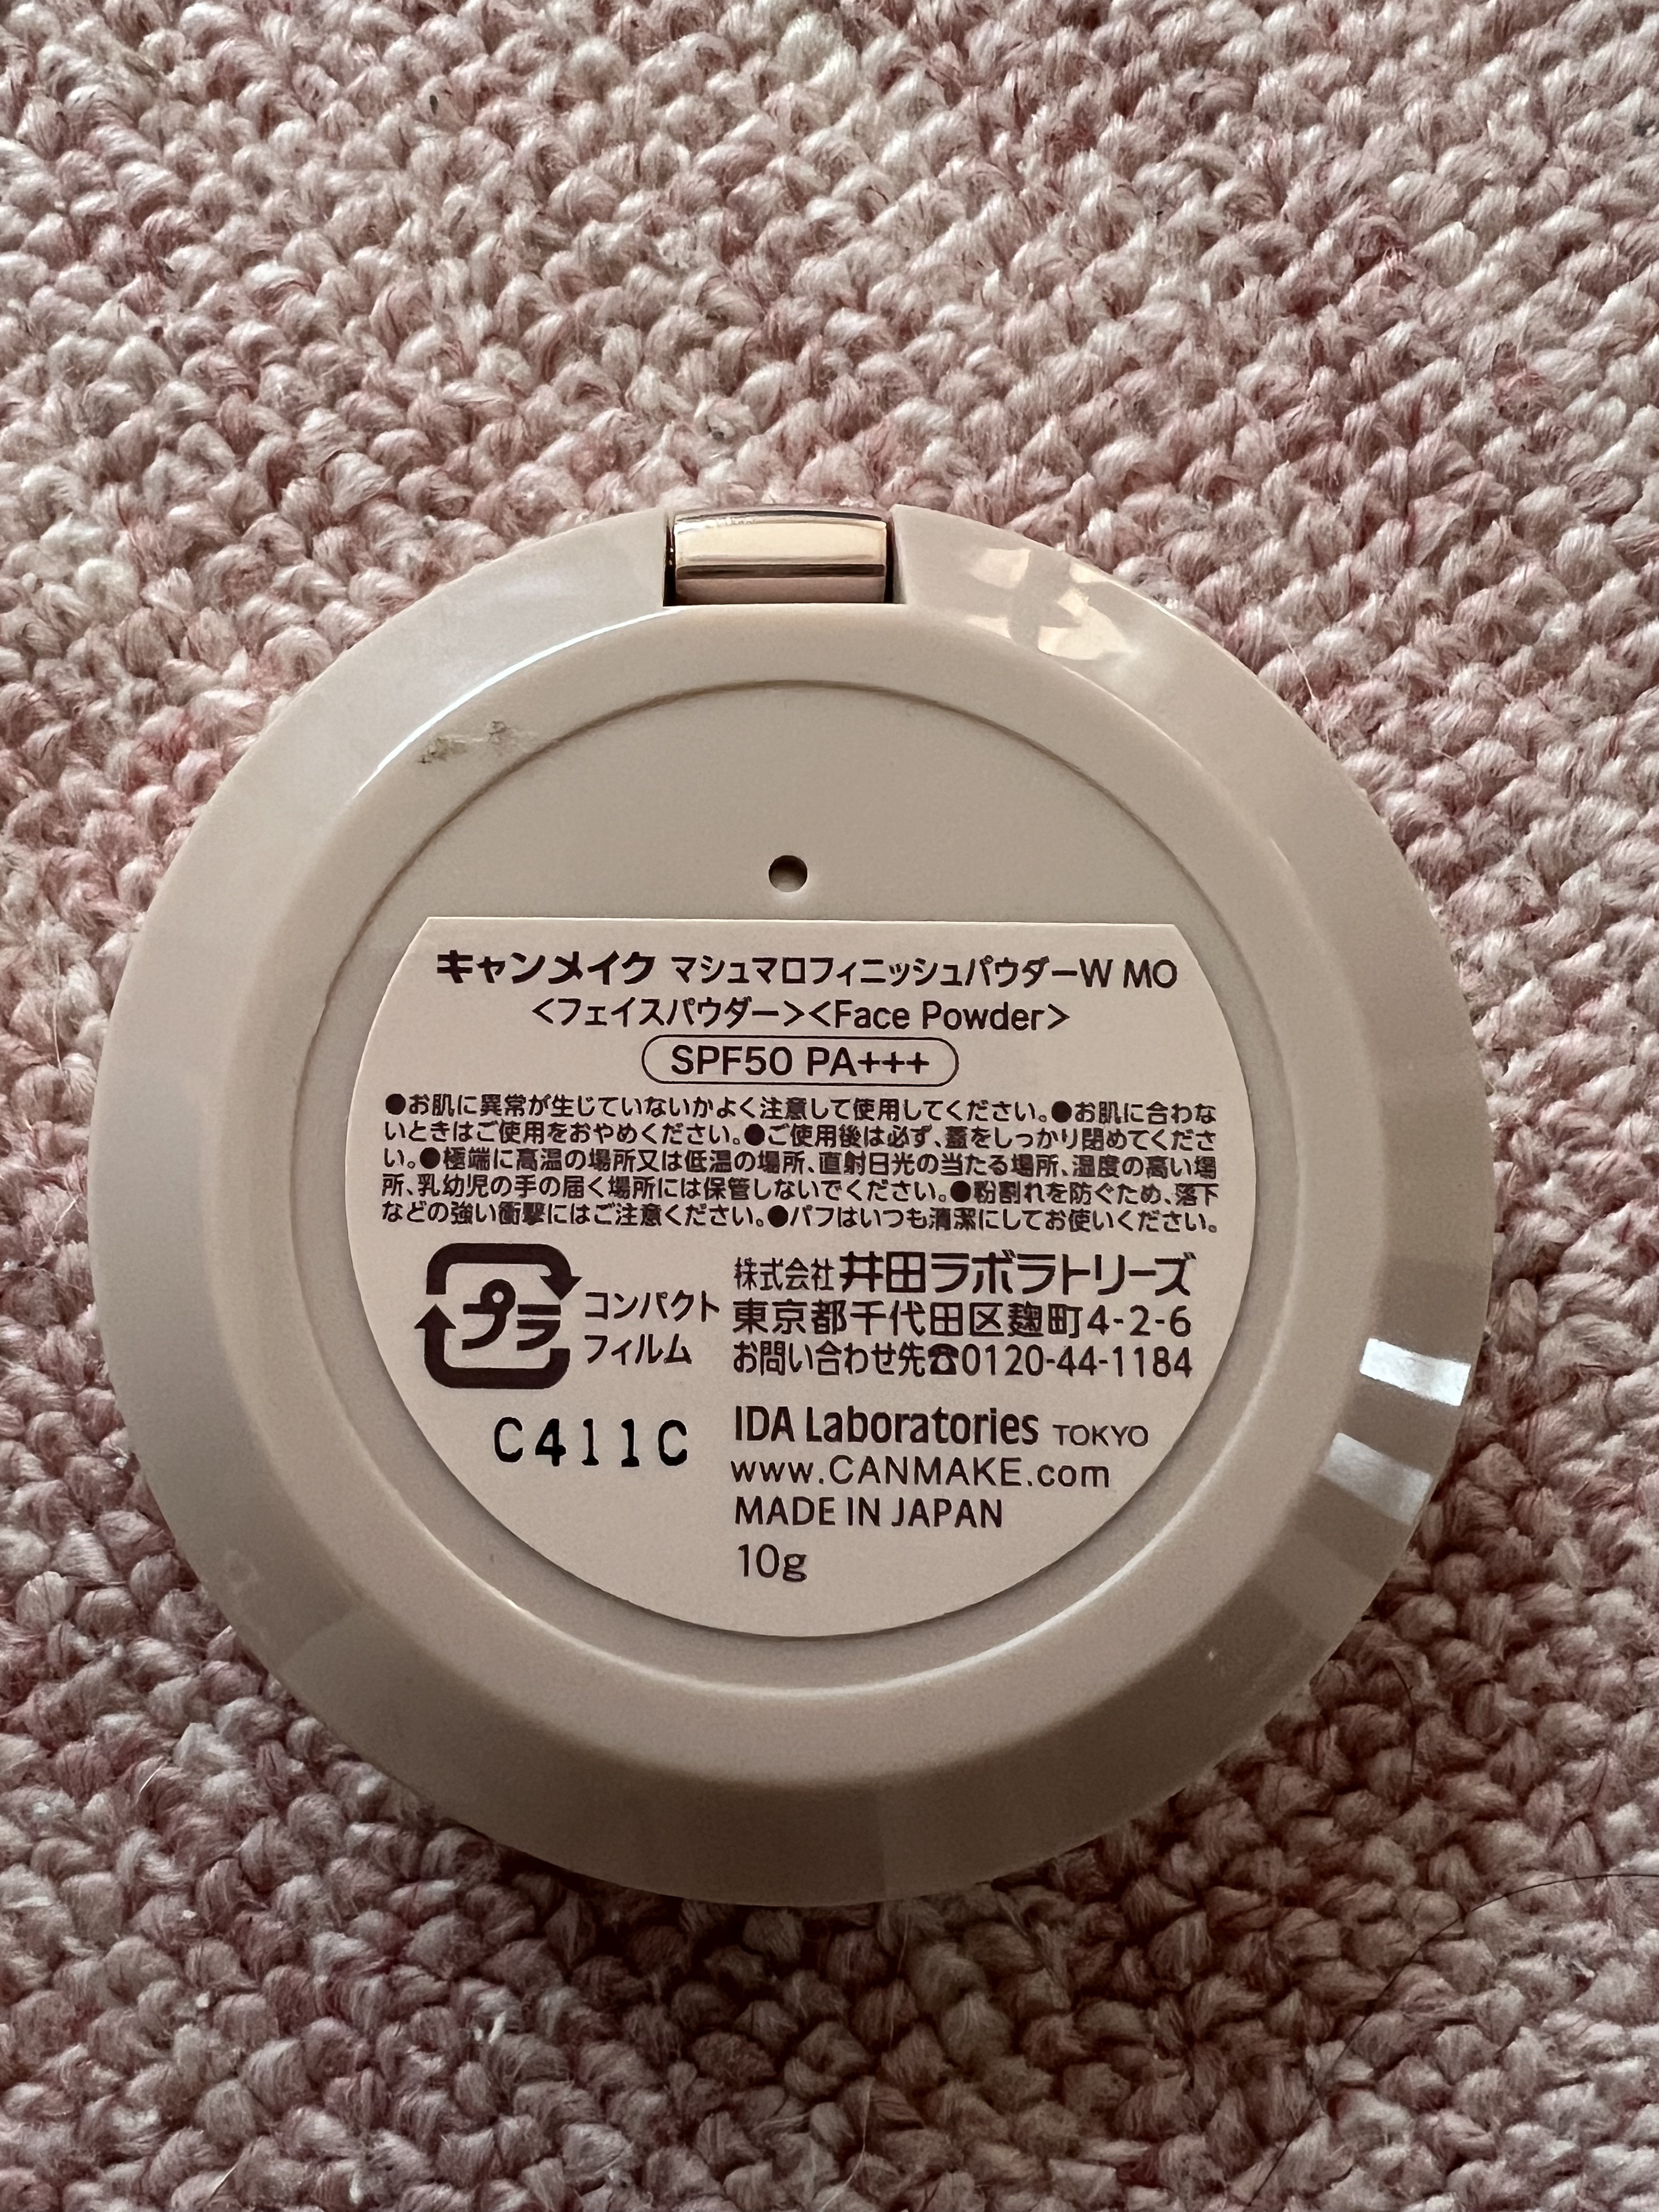 キャンメイク マシュマロフィニッシュパウダーW MO
<フェイスパウダー><Face Powder>
SPF50 PA+++
●お肌に異常が生じていないかよく注意して使用してください。●お肌に合わな
いときはご使用をおやめください。●ご使用後は必ず、蓋をしっかり閉めてくださ
い。●極端に高温の場所又は低温の場所、直射日光の当たる場所、湿度の高い場
所、乳幼児の手の届く場所には保管しないでください。●粉割れを防ぐため、落下
などの強い衝撃にはご注意ください。●パフはいつも清潔にしてお使いください。
プラ
コンパクト
フィルム
株式会社 井田ラボラトリーズ
東京都千代田区麹町4-2-6
お問い合わせ先☎0120-44-1184
C411C
IDA Laboratories TOKYO
www.CANMAKE.com
MADE IN JAPAN
10g